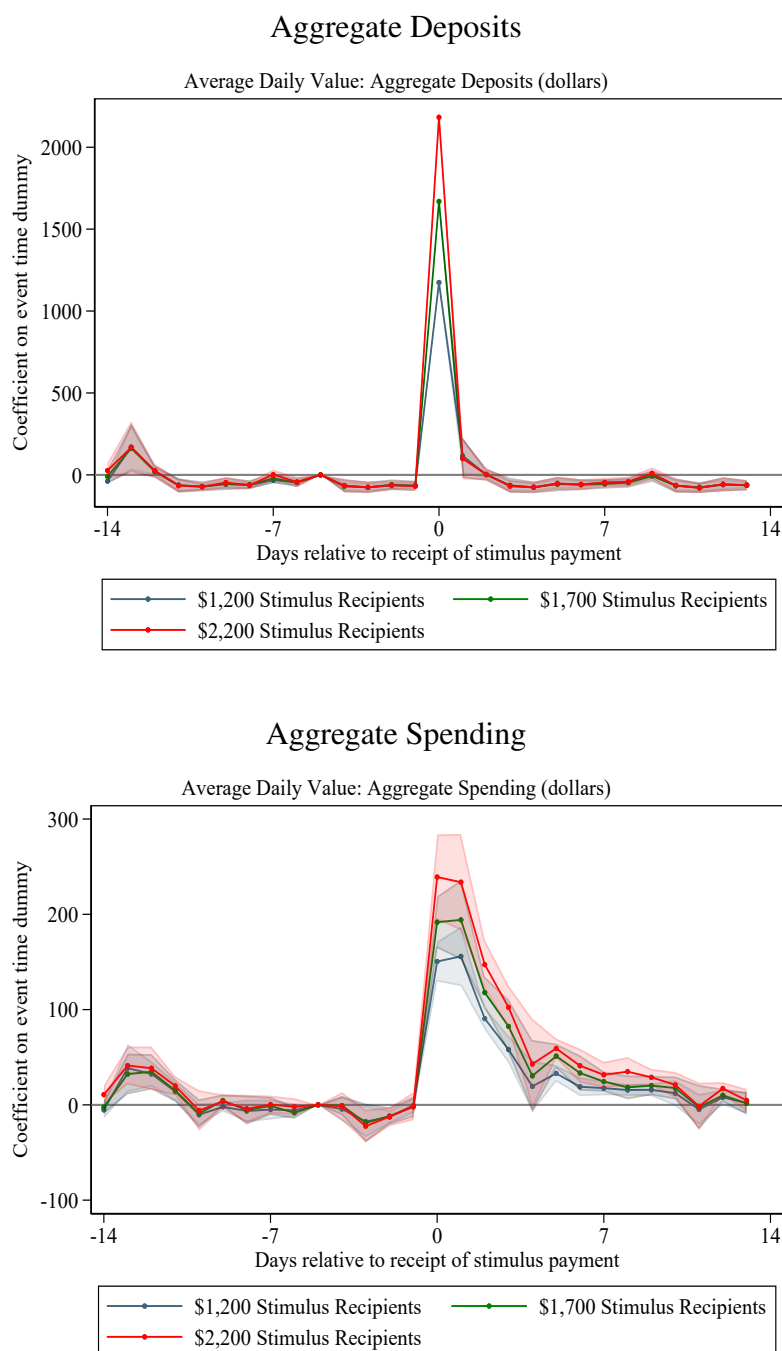 Aggregate Deposits
Average Daily Value: Aggregate Deposits (dollars)
Coefficient on event time dummy
2000
1500
1000
500
0
-14 -7 0 7 14
Days relative to receipt of stimulus payment
$1,200 Stimulus Recipients $1,700 Stimulus Recipients
$2,200 Stimulus Recipients
Aggregate Spending
Average Daily Value: Aggregate Spending (dollars)
Coefficient on event time dummy
300
200
100
0
-100
-14 -7 0 7 14
Days relative to receipt of stimulus payment
$1,200 Stimulus Recipients $1,700 Stimulus Recipients
$2,200 Stimulus Recipients